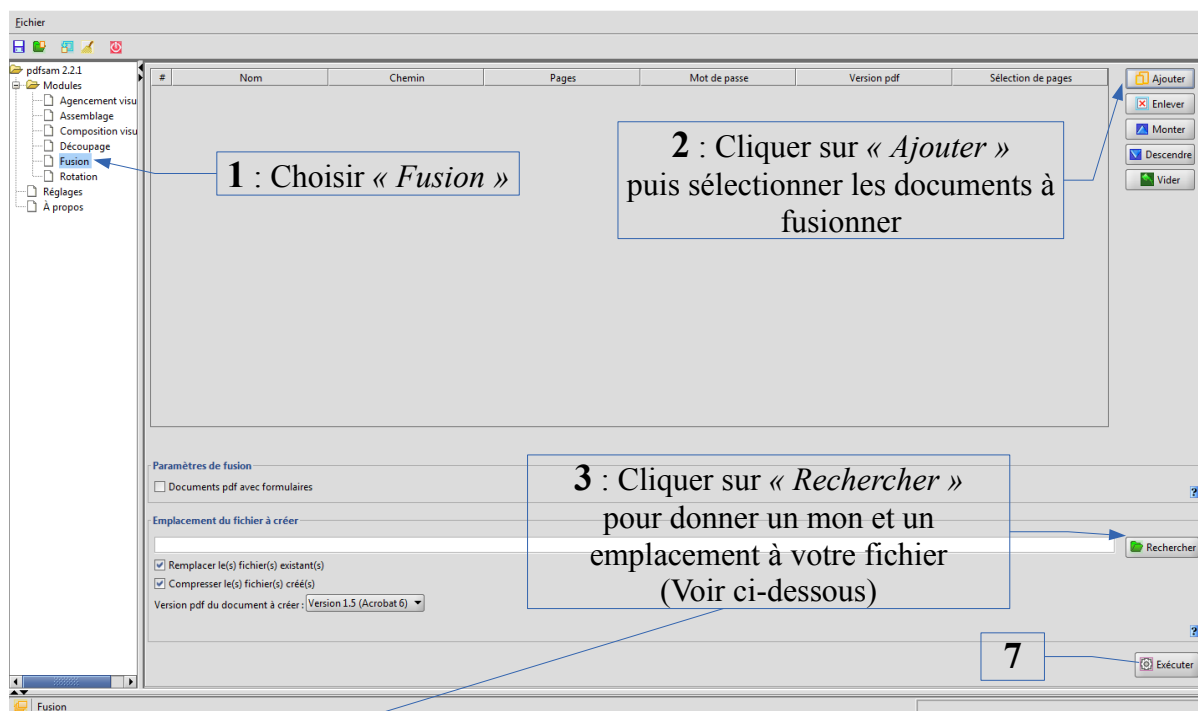 Fichier
pdfsam 2.2.1
Modules
Agencement visu
Assemblage
Composition visu
Découpage
Fusion
Rotation
Réglages
À propos
# Nom Chemin Pages Mot de passe Version pdf Sélection de pages
Ajouter
Enlever
Monter
Descendre
Vider
1 : Choisir « Fusion »
2 : Cliquer sur « Ajouter »
puis sélectionner les documents à
fusionner
Paramètres de fusion
Documents pdf avec formulaires
3 : Cliquer sur « Rechercher »
pour donner un mon et un
emplacement à votre fichier
(Voir ci-dessous)
Emplacement du fichier à créer
Rechercher
Remplacer le(s) fichier(s) existant(s)
Compresser le(s) fichier(s) créé(s)
Version pdf du document à créer : Version 1.5 (Acrobat 6)
?
?
7
Exécuter
Fusion